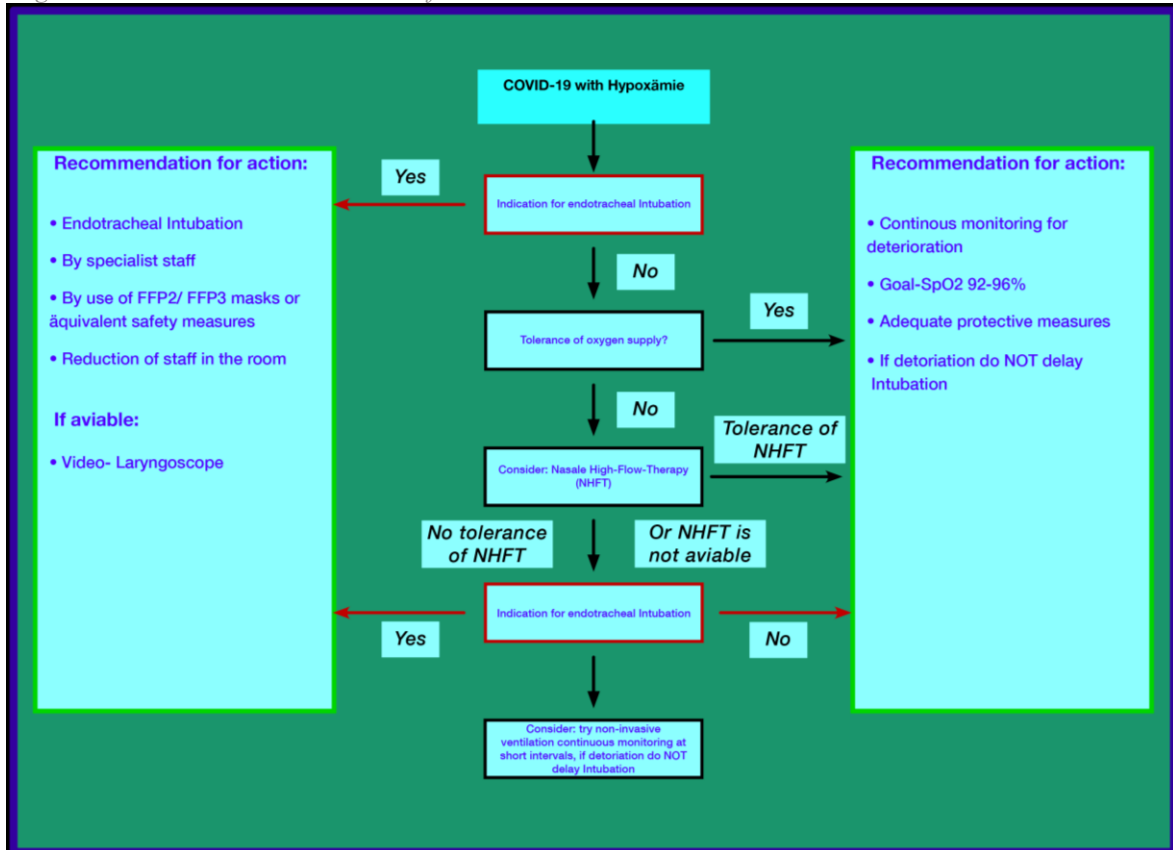 COVID-19 with Hypoxämie
Recommendation for action:
• Endotracheal Intubation
• By specialist staff
• By use of FFP2/ FFP3 masks or
äquivalent safety measures
• Reduction of staff in the room
If aviable:
• Video- Laryngoscope
Yes
Indication for endotracheal Intubation
No
Tolerance of oxygen supply?
Yes
No
Consider: Nasale High-Flow-Therapy
(NHFT)
Tolerance of
NHFT
No tolerance
of NHFT
Or NHFT is
not aviable
Indication for endotracheal Intubation
Yes
No
Consider: try non-invasive
ventilation continuous monitoring at
short intervals, if detoriation do NOT
delay Intubation
Recommendation for action:
• Continous monitoring for
deterioration
• Goal-SpO2 92-96%
• Adequate protective measures
• If detoriation do NOT delay
Intubation